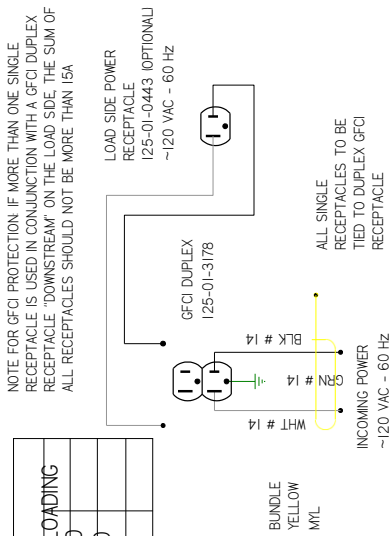 NOTE FOR GFCI PROTECTION: IF MORE THAN ONE SINGLE
RECEPTACLE IS USED IN CONJUNCTION WITH A GFCI DUPLEX
RECEPTACLE "DOWNSTREAM" ON THE LOAD SIDE, THE SUM OF
ALL RECEPTACLES SHOULD NOT BE MORE THAN 15A
LOAD SIDE POWER
RECEPTACLE
125-01-0443 (OPTIONAL)
~120 VAC - 60 Hz
GFCI DUPLEX
125-01-3178
ALL SINGLE
RECEPTACLES TO BE
TIED TO DUPLEX GFCI
RECEPTACLE
WHT # 14
GRN # 14
BLK # 14
INCOMING POWER
~120 VAC - 60 Hz
BUNDLE
YELLOW
MYL